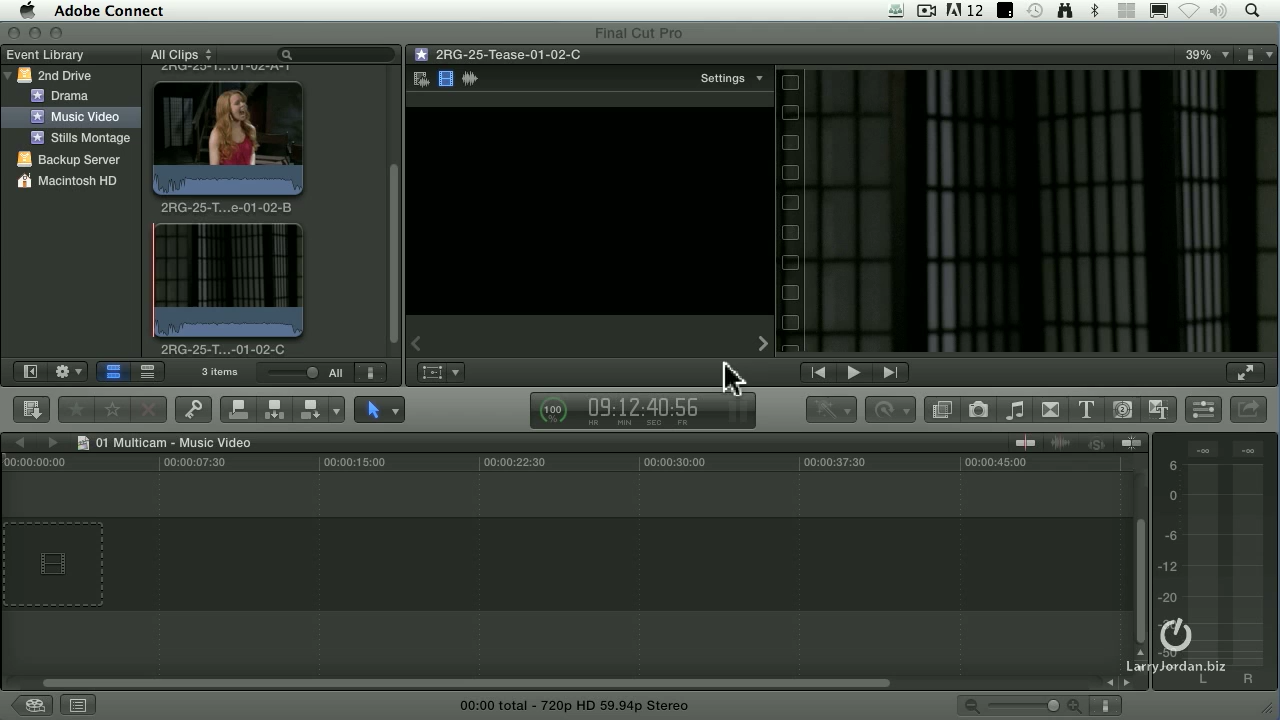 Adobe Connect
12
Final Cut Pro
Event Library
All Clips
2RG-25-Tease-01-02-C
39%
2nd Drive
Drama
Music Video
Stills Montage
Backup Server
Macintosh HD
2RG-25-T...01-02-A-1
2RG-25-T...e-01-02-B
2RG-25-T...-01-02-C
Settings
3 items
All
100
%
09:12:40:56
HR MIN SEC FR
01 Multicam - Music Video
00:00:00:00
00:00:07:30
00:00:15:00
00:00:22:30
00:00:30:00
00:00:37:30
00:00:45:00
-∞ -∞
6
0
-6
-12
-20
-50
LarryJordan.biz
L R
00:00 total - 720p HD 59.94p Stereo